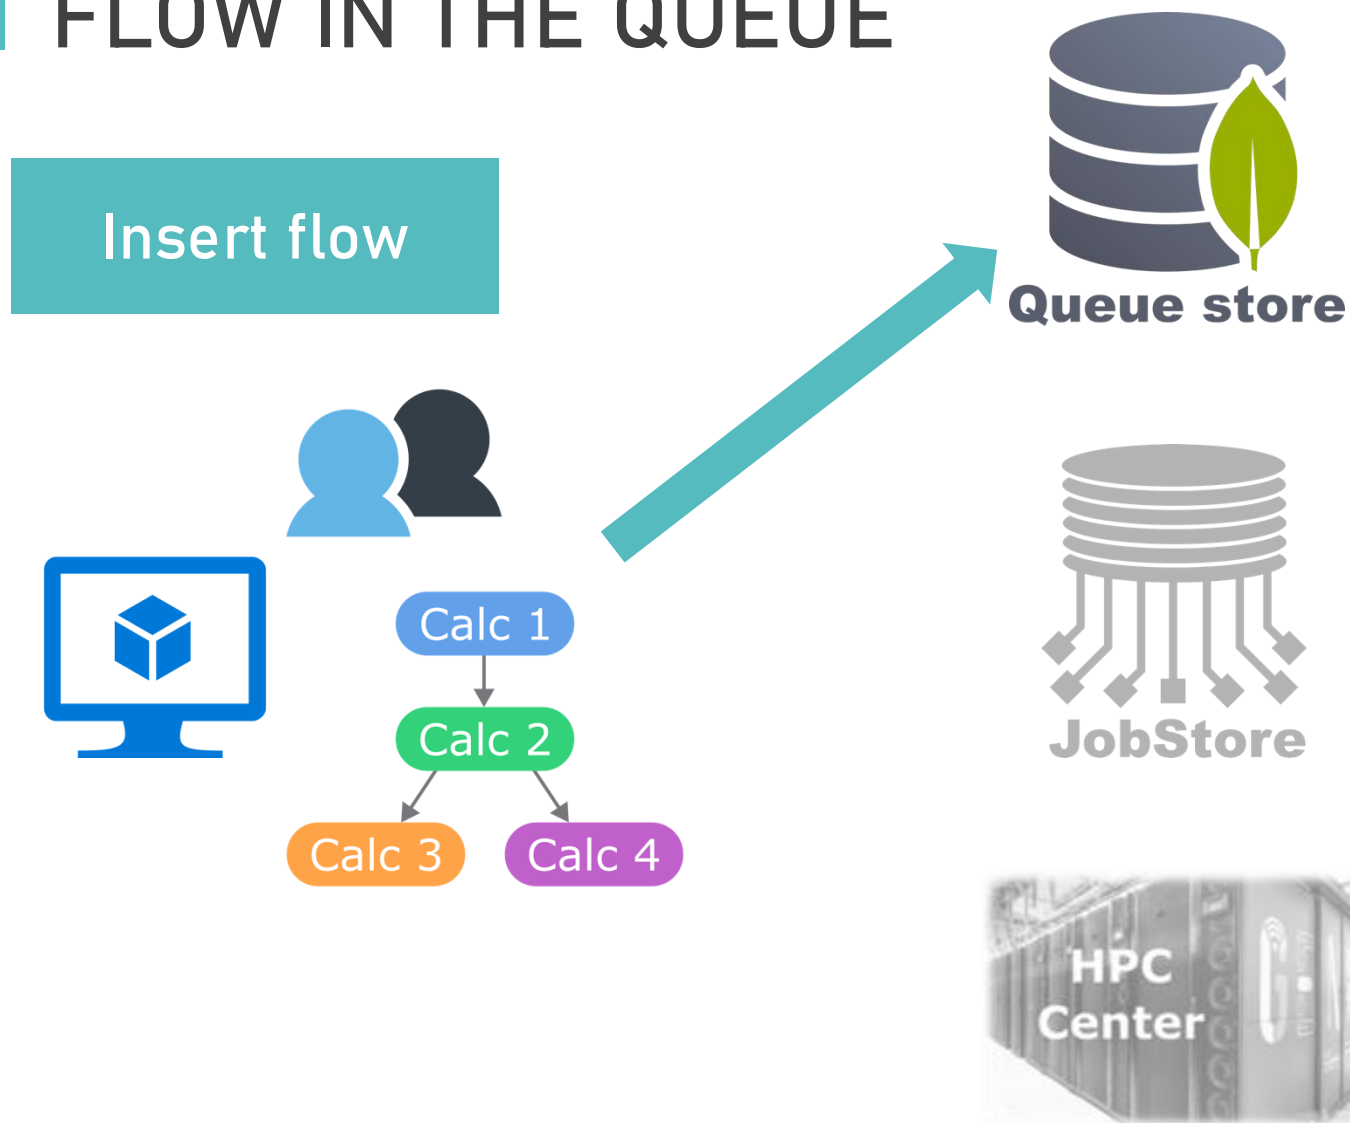 FLOW IN THE QUEUE
Insert flow
Queue store
Calc 1
Calc 2
Calc 3
Calc 4
JobStore
HPC
Center